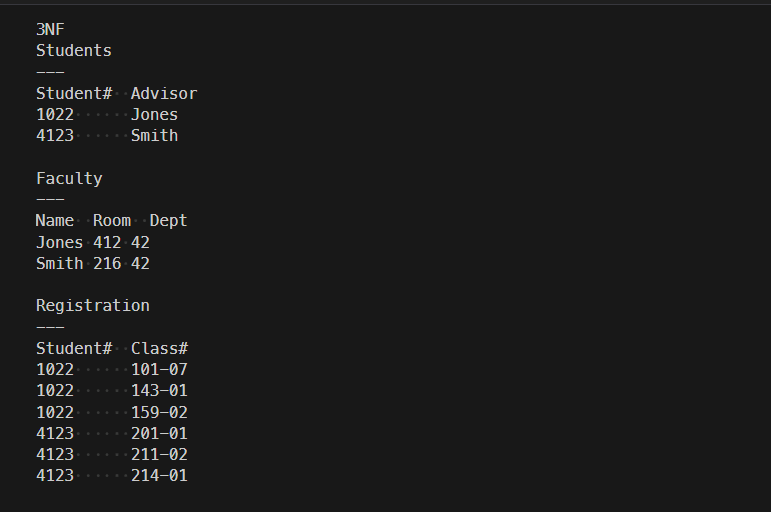 3NF
Students
---
Student#  Advisor
1022      Jones
4123      Smith

Faculty
---
Name  Room  Dept
Jones 412 42
Smith 216 42

Registration
---
Student#  Class#
1022      101-07
1022      143-01
1022      159-02
4123      201-01
4123      211-02
4123      214-01